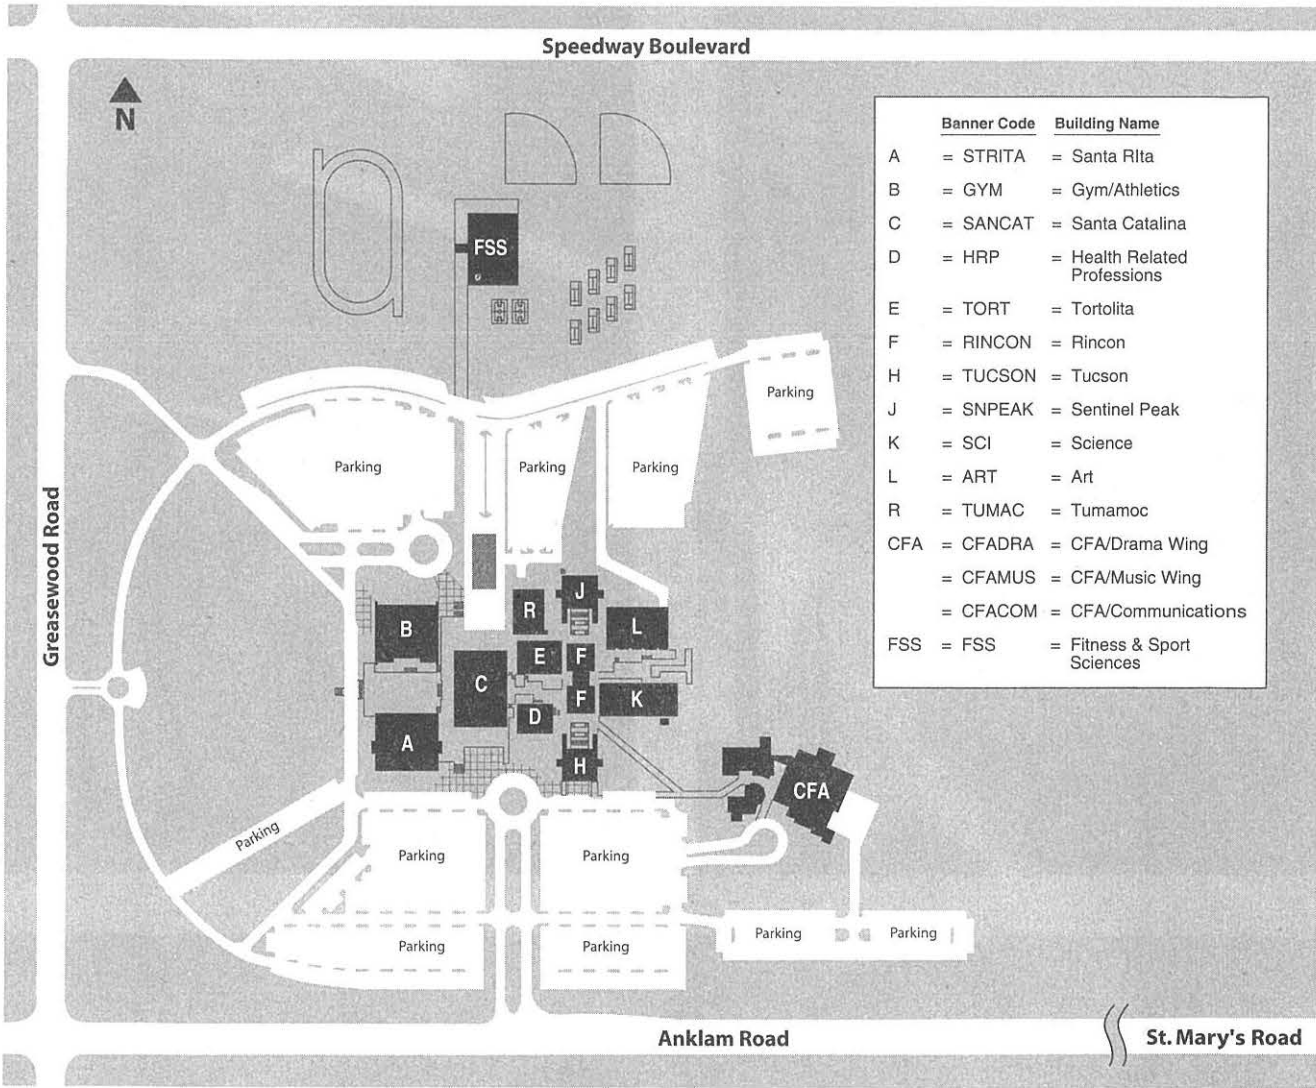 Speedway Boulevard
N
Banner Code Building Name
A = STRITA = Santa RIta
B = GYM = Gym/Athletics
C = SANCAT = Santa Catalina
D = HRP = Health Related
Professions
E = TORT = Tortolita
F = RINCON = Rincon
H = TUCSON = Tucson
J = SNPEAK = Sentinel Peak
K = SCI = Science
L = ART = Art
R = TUMAC = Tumamoc
CFA = CFADRA = CFA/Drama Wing
= CFAMUS = CFA/Music Wing
= CFACOM = CFA/Communications
FSS = FSS = Fitness & Sport
Sciences
FSS
Parking
Parking
Parking
Parking
Greasewood Road
J
R
B
L
E
F
C
F
K
D
A
H
CFA
Parking
Parking
Parking
Parking
Parking
Parking
Parking
Anklam Road
St. Mary's Road